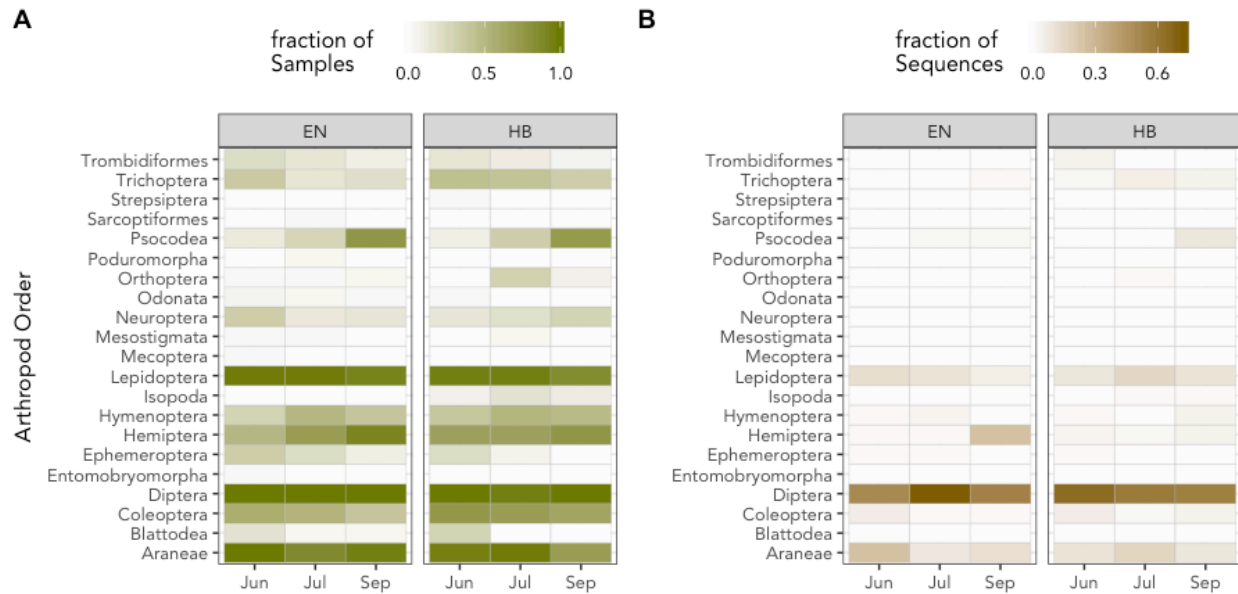 A
fraction of
Samples
0.0 0.5 1.0
EN HB
Arthropod Order
Trombidiformes
Trichoptera
Strepsiptera
Sarcoptiformes
Psocodea
Poduromorpha
Orthoptera
Odonata
Neuroptera
Mesostigmata
Mecoptera
Lepidoptera
Isopoda
Hymenoptera
Hemiptera
Ephemeroptera
Entomobryomorpha
Diptera
Coleoptera
Blattodea
Araneae
Jun Jul Sep Jun Jul Sep
B
fraction of
Sequences
0.0 0.3 0.6
EN HB
Trombidiformes
Trichoptera
Strepsiptera
Sarcoptiformes
Psocodea
Poduromorpha
Orthoptera
Odonata
Neuroptera
Mesostigmata
Mecoptera
Lepidoptera
Isopoda
Hymenoptera
Hemiptera
Ephemeroptera
Entomobryomorpha
Diptera
Coleoptera
Blattodea
Araneae
Jun Jul Sep Jun Jul Sep